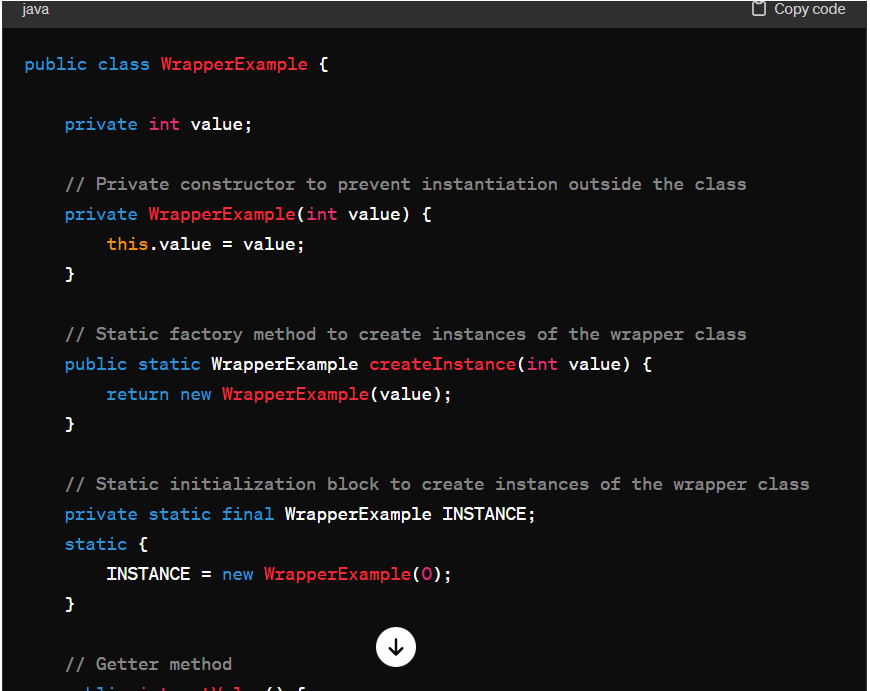 java
Copy code
public class WrapperExample {
private int value;
// Private constructor to prevent instantiation outside the class
private WrapperExample(int value) {
this.value = value;
}
// Static factory method to create instances of the wrapper class
public static WrapperExample createInstance(int value) {
return new WrapperExample(value);
}
// Static initialization block to create instances of the wrapper class
private static final WrapperExample INSTANCE;
static {
INSTANCE = new WrapperExample(0);
}
// Getter method